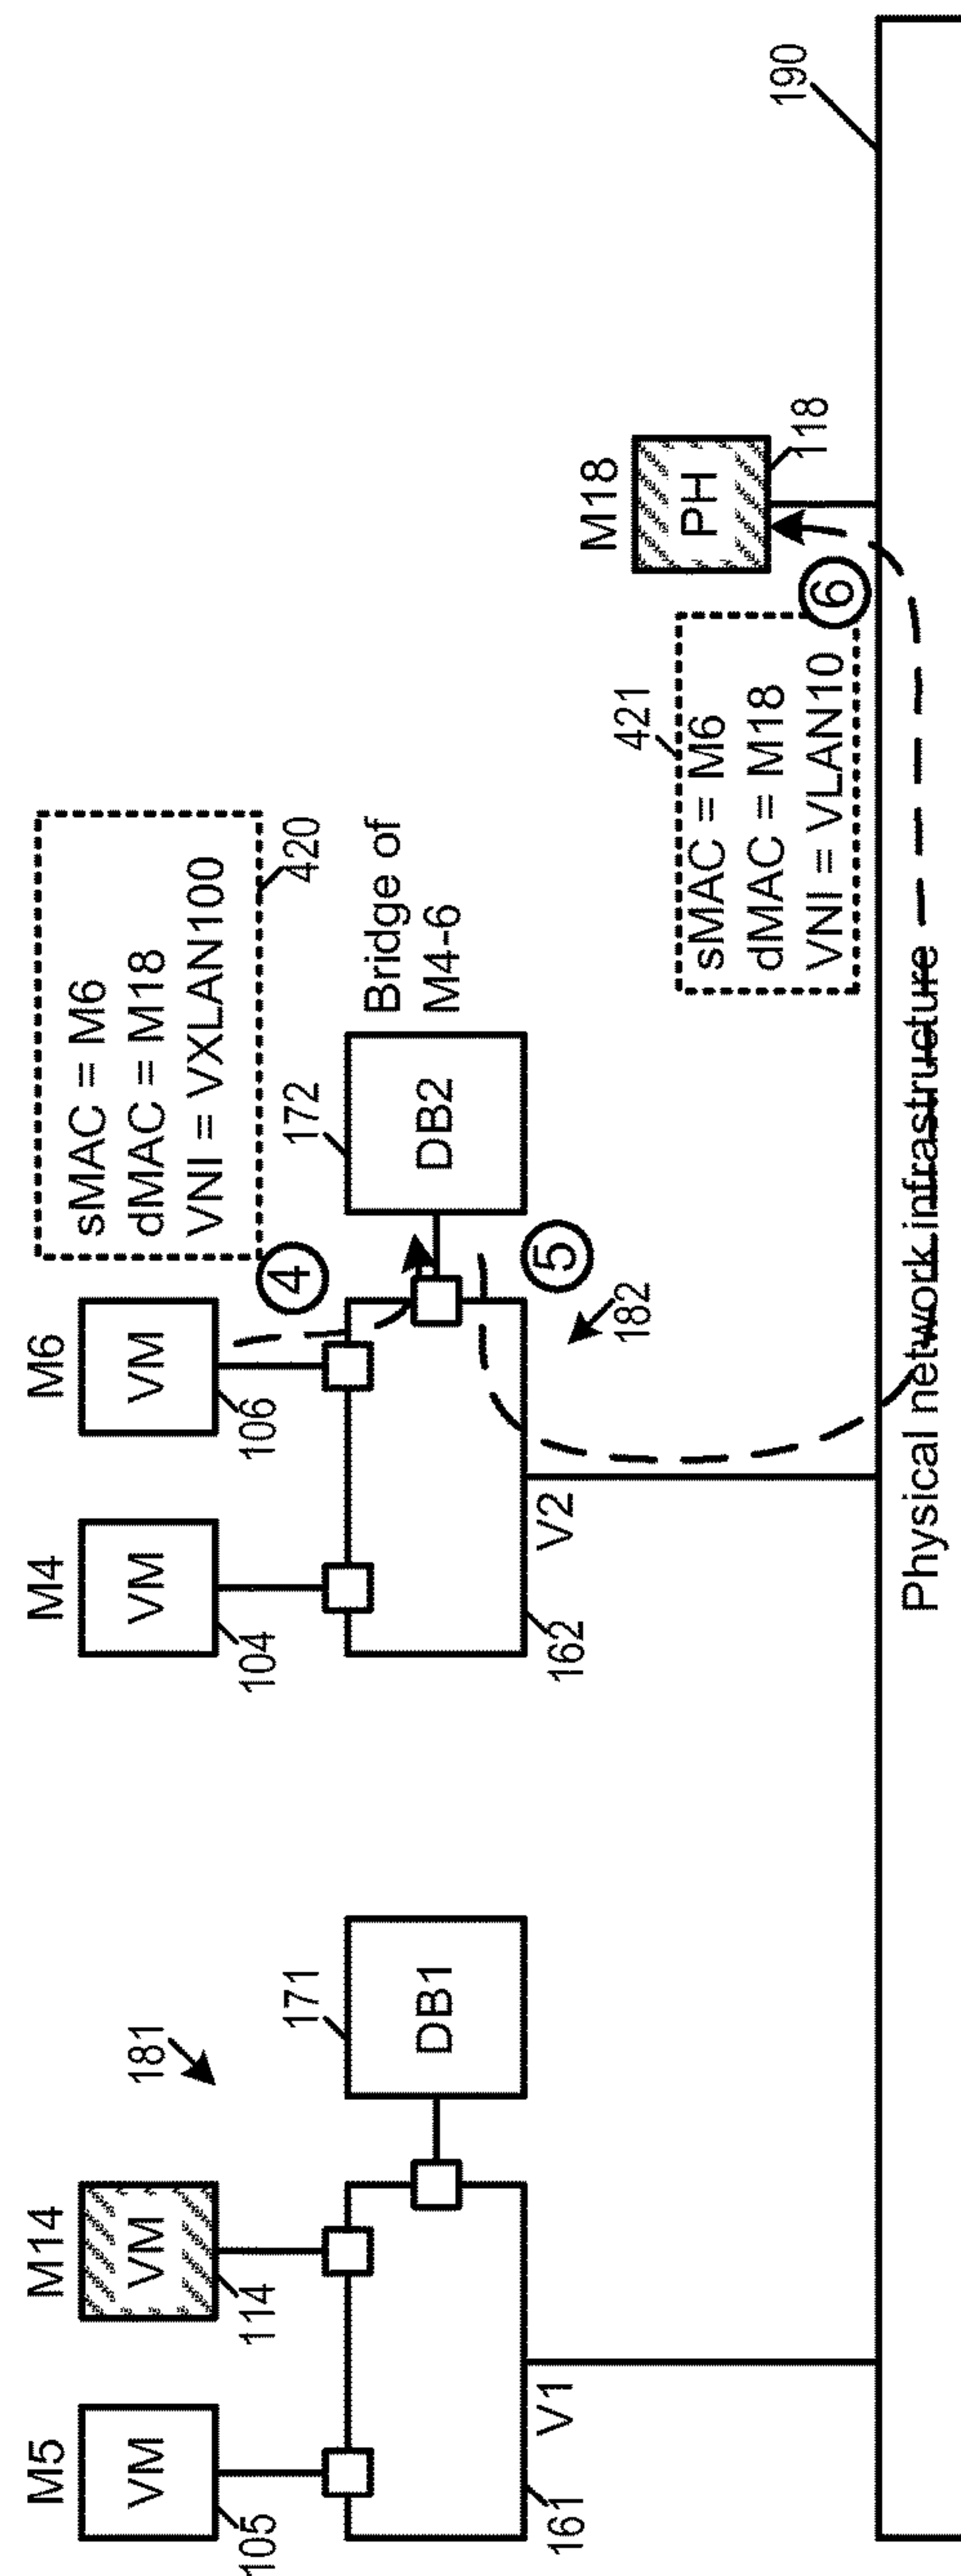 M5
VM
105
M14
VM
114
181
171
DB1
161
V1
M4
VM
104
M6
VM
106
4
sMAC = M6
dMAC = M18
VNI = VXLAN100
420
172
DB2
Bridge of
M4-6
5
182
162
V2
421
sMAC = M6
dMAC = M18
VNI = VLAN10
6
M18
PH
118
190
Physical network infrastructure